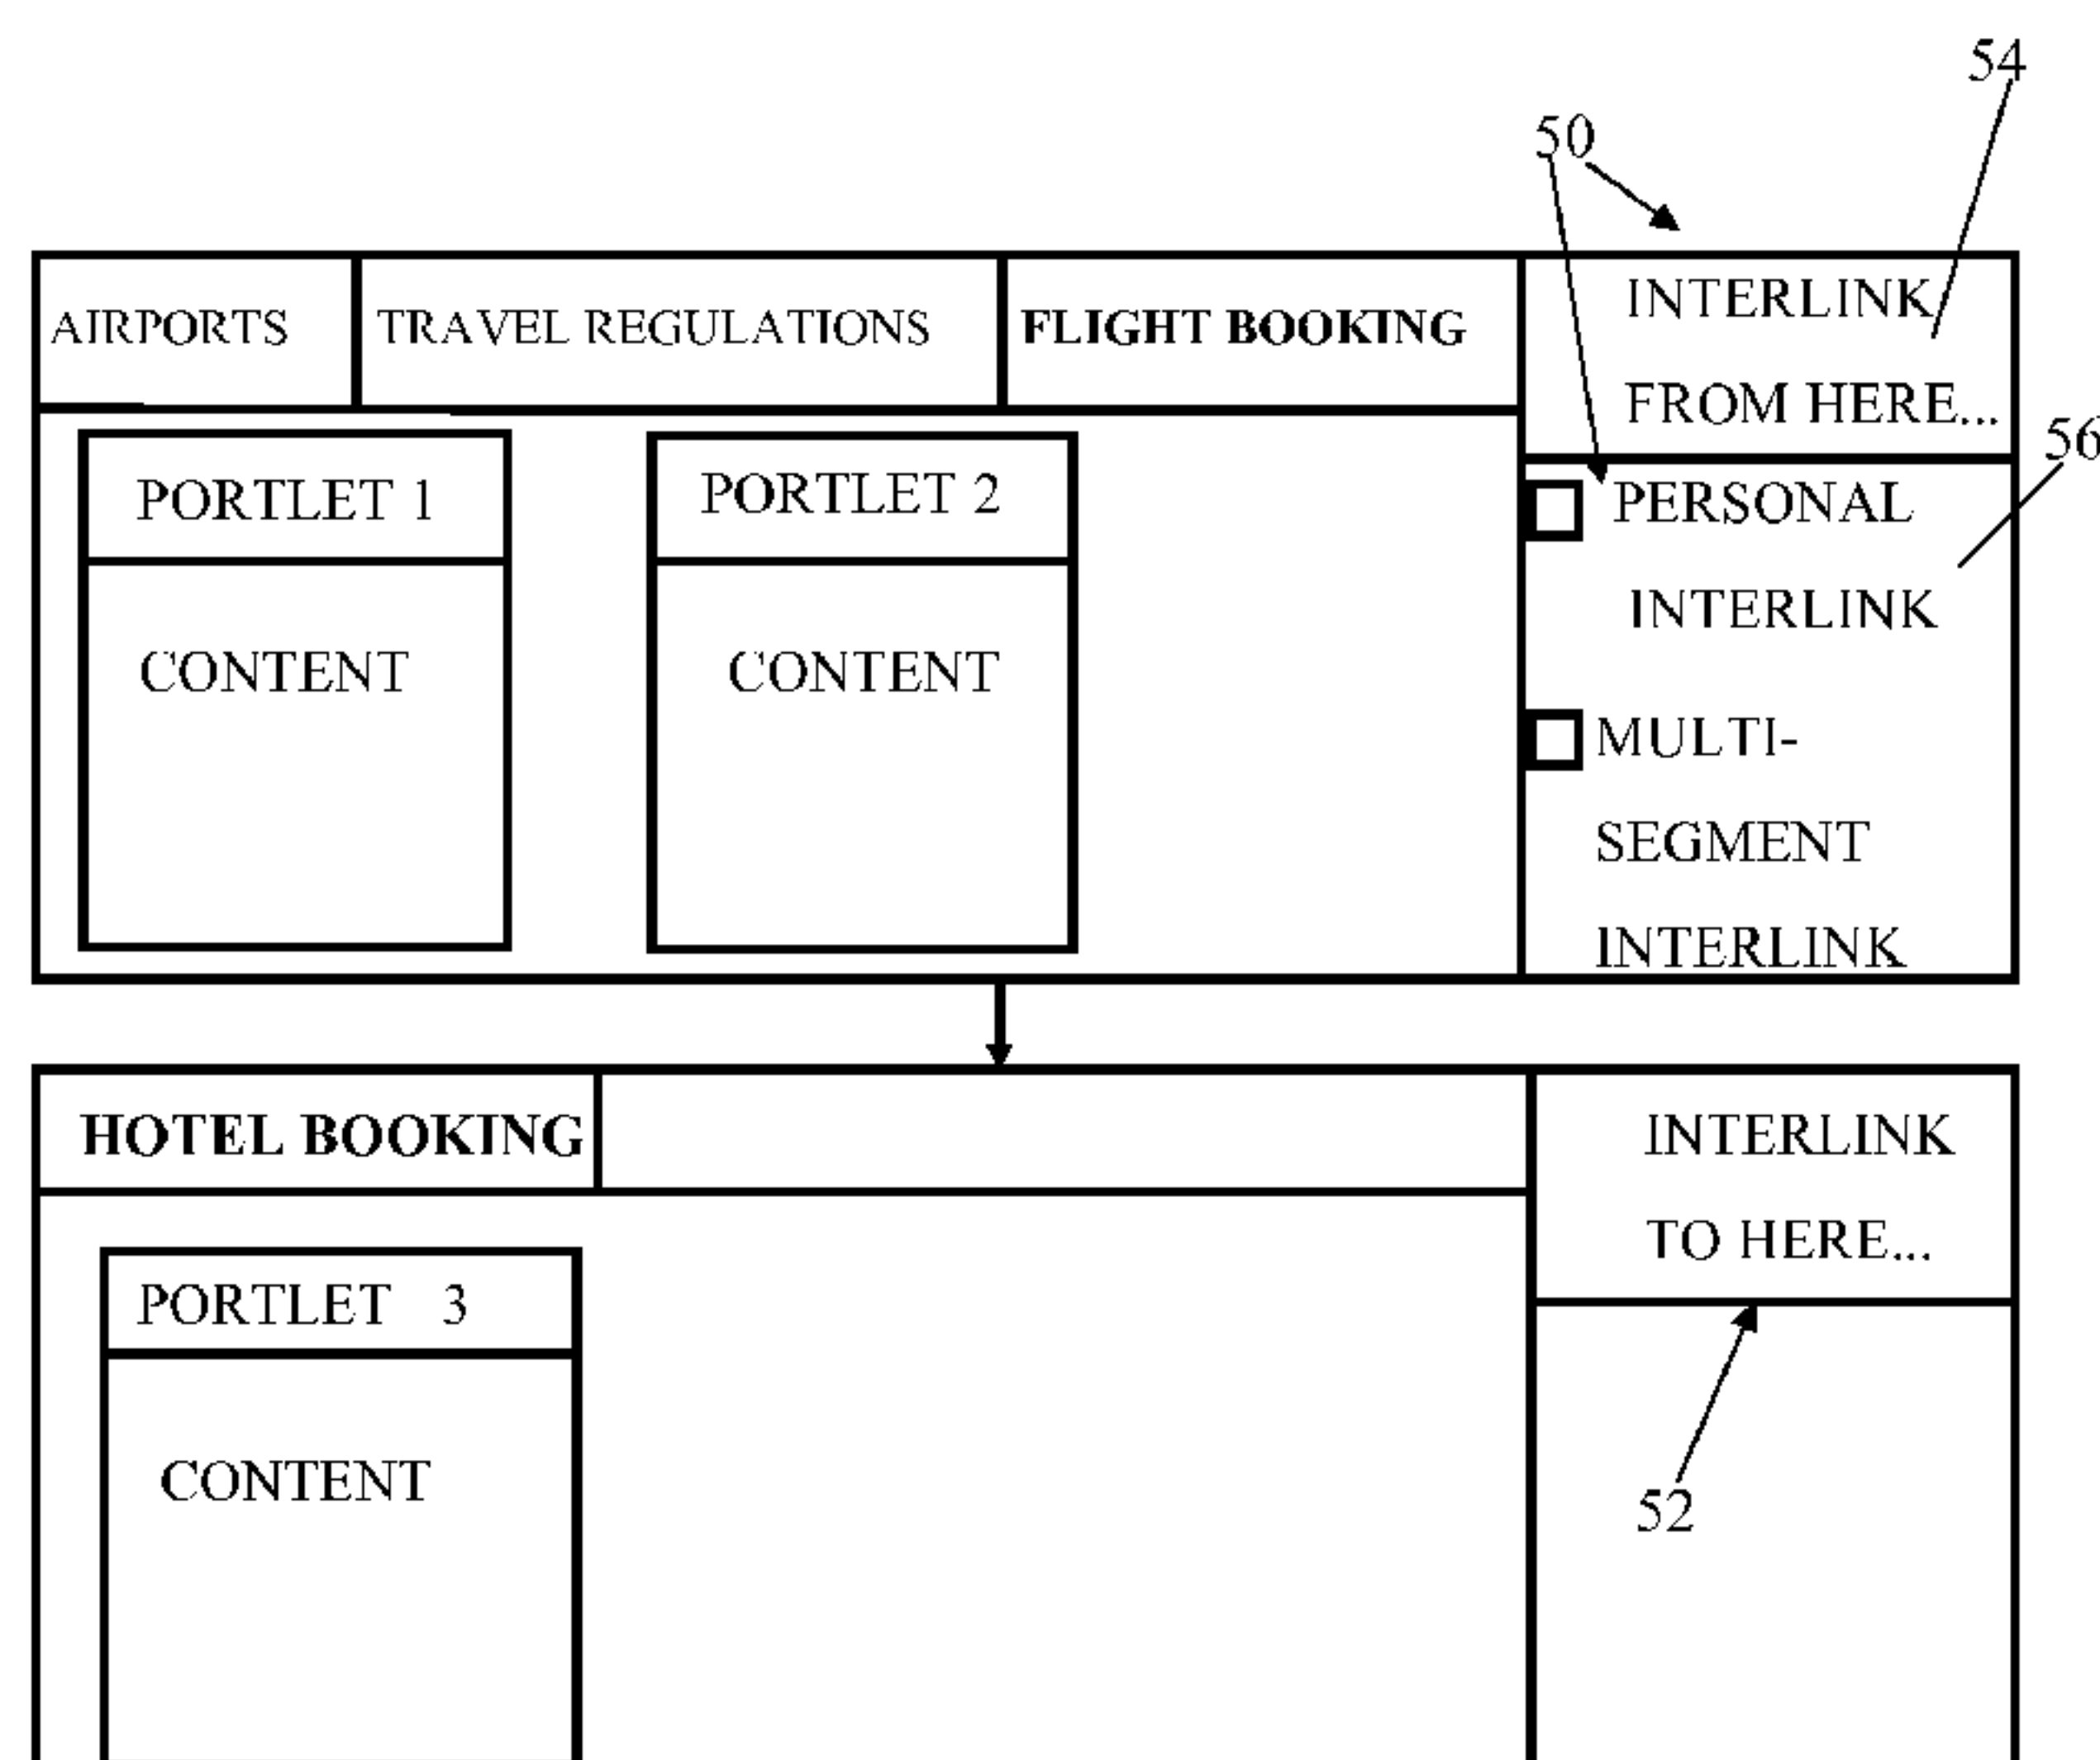 54
50
AIRPORTS TRAVEL REGULATIONS FLIGHT BOOKING
INTERLINK
FROM HERE...
56
PORTLET 1
CONTENT
PORTLET 2
CONTENT
PERSONAL
INTERLINK
MULTI-
SEGMENT
INTERLINK
HOTEL BOOKING
INTERLINK
TO HERE...
PORTLET 3
CONTENT
52